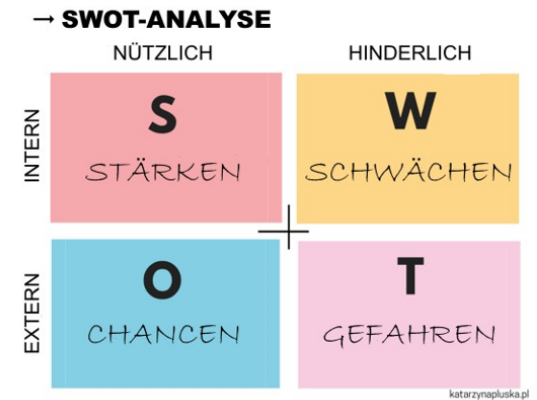 → SWOT-ANALYSE
NÜTZLICH HINDERLICH
INTERN
S W
STÄRKEN SCHWÄCHEN
EXTERN
O T
CHANCEN GEFAHREN
katarzynapluska.pl